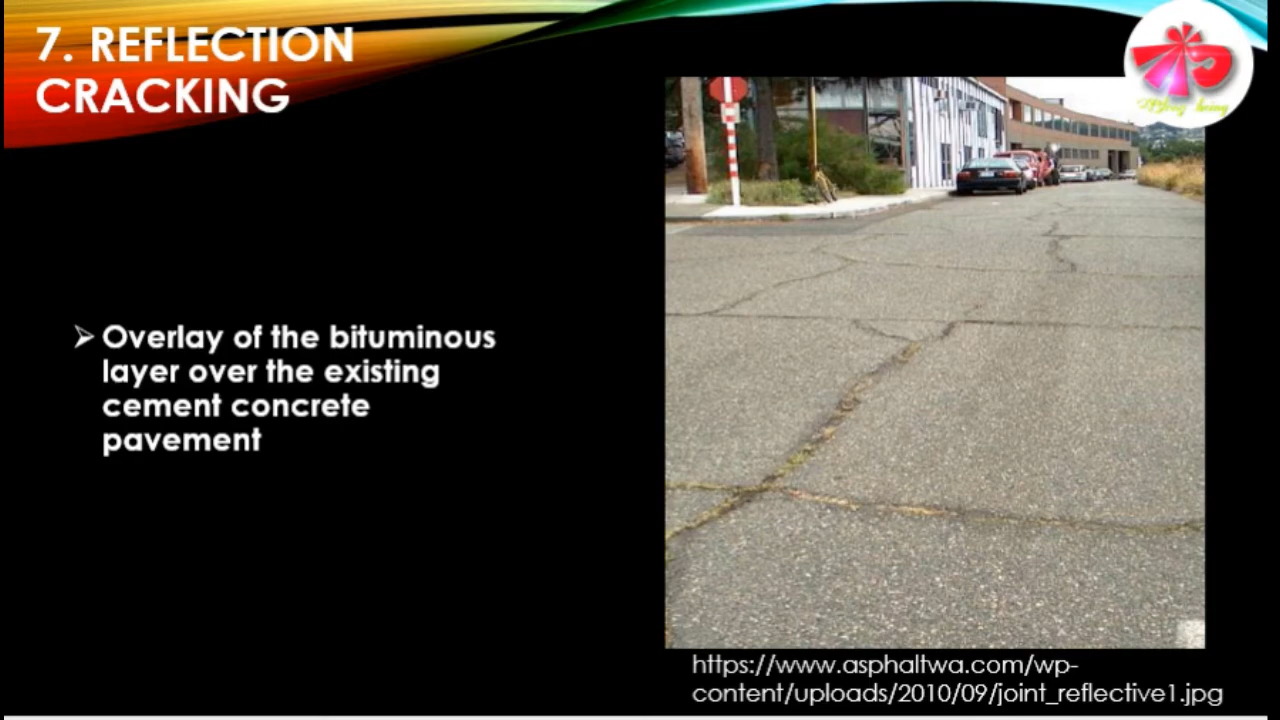 7. REFLECTION
CRACKING
➢ Overlay of the bituminous
layer over the existing
cement concrete
pavement
https://www.asphaltwa.com/wp-
content/uploads/2010/09/joint_reflective1.jpg